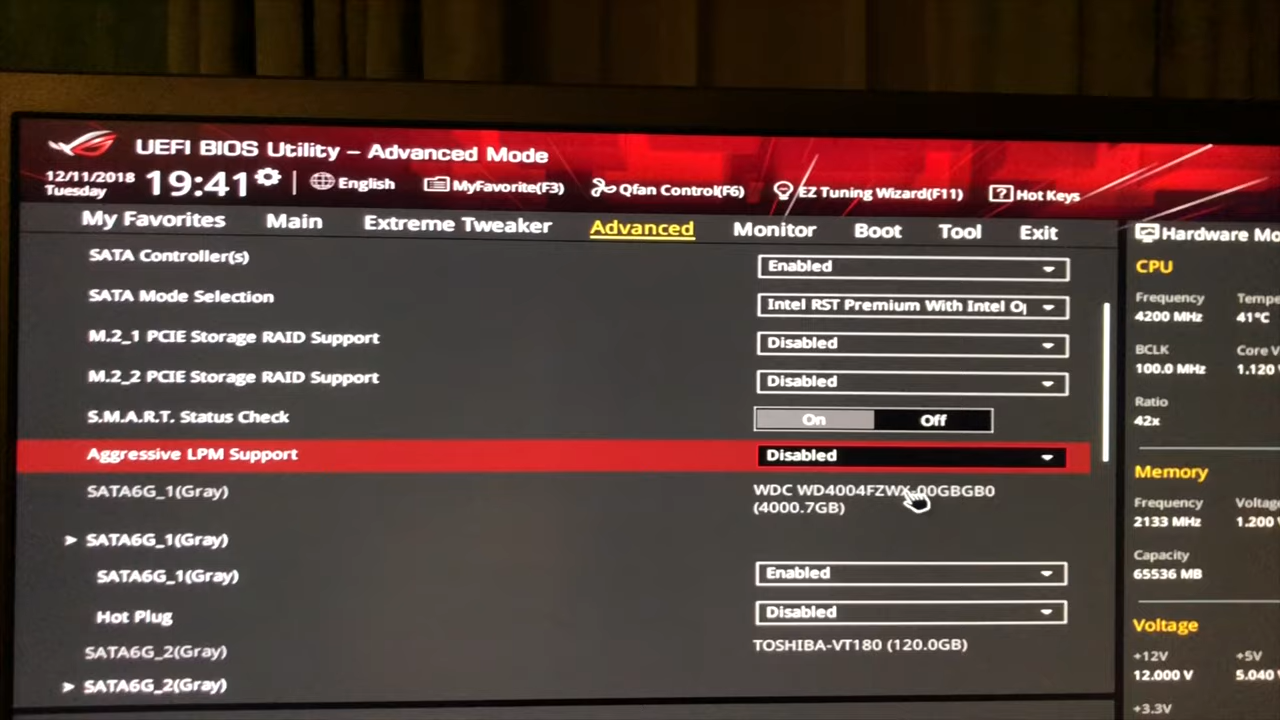 UEFI BIOS Utility – Advanced Mode
12/11/2018
Tuesday
19:41
English
MyFavorite(F3)
Qfan Control(F6)
EZ Tuning Wizard(F11)
? Hot Keys
My Favorites
Main
Extreme Tweaker
Advanced
Monitor
Boot
Tool
Exit
SATA Controller(s)
Enabled
SATA Mode Selection
Intel RST Premium With Intel O
M.2_1 PCIE Storage RAID Support
Disabled
M.2_2 PCIE Storage RAID Support
Disabled
S.M.A.R.T. Status Check
On
Off
Aggressive LPM Support
Disabled
SATA6G_1(Gray)
WDC WD4004FZWX-00GBGB0
(4000.7GB)
SATA6G_1(Gray)
SATA6G_1(Gray)
Enabled
Hot Plug
Disabled
SATA6G_2(Gray)
TOSHIBA-VT180 (120.0GB)
SATA6G_2(Gray)
Hardware Mo
CPU
Frequency
Tempe
4200 MHz
41°C
BCLK
Core V
100.0 MHz
1.120
Ratio
42x
Memory
Frequency
Voltag
2133 MHz
1.200
Capacity
65536 MB
Voltage
+12V
+5V
12.000 V
5.040
+3.3V